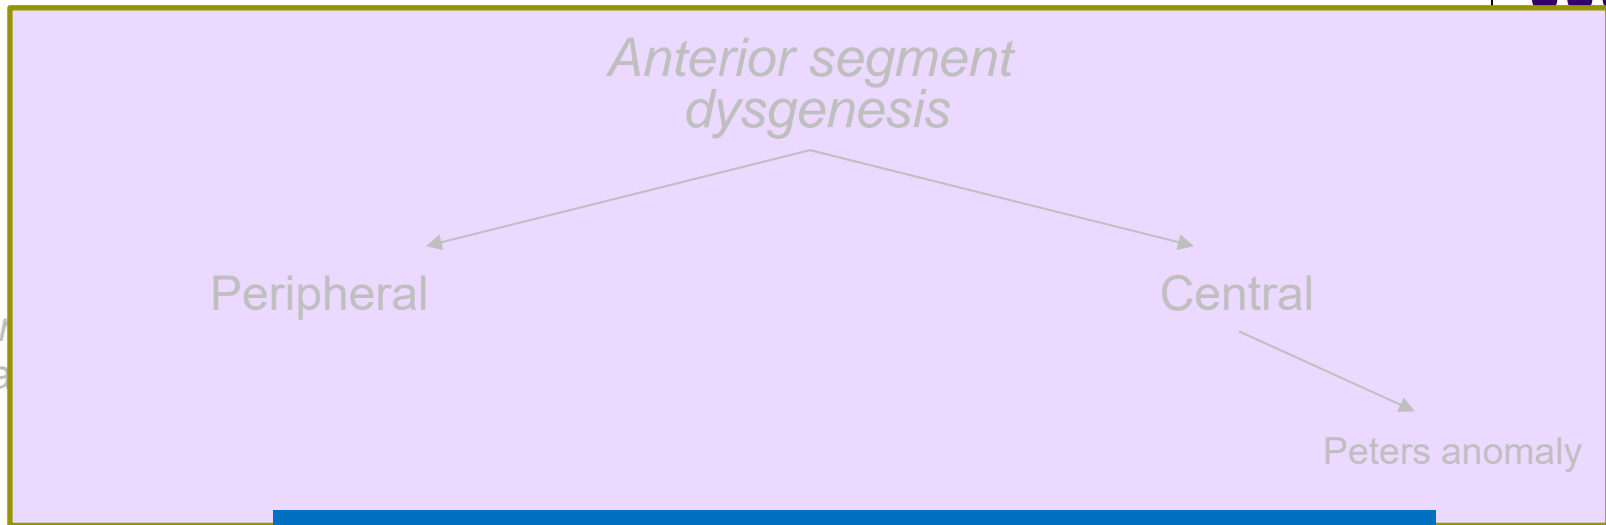 Anterior segment
dysgenesis
Peripheral
Central
Peters anomaly